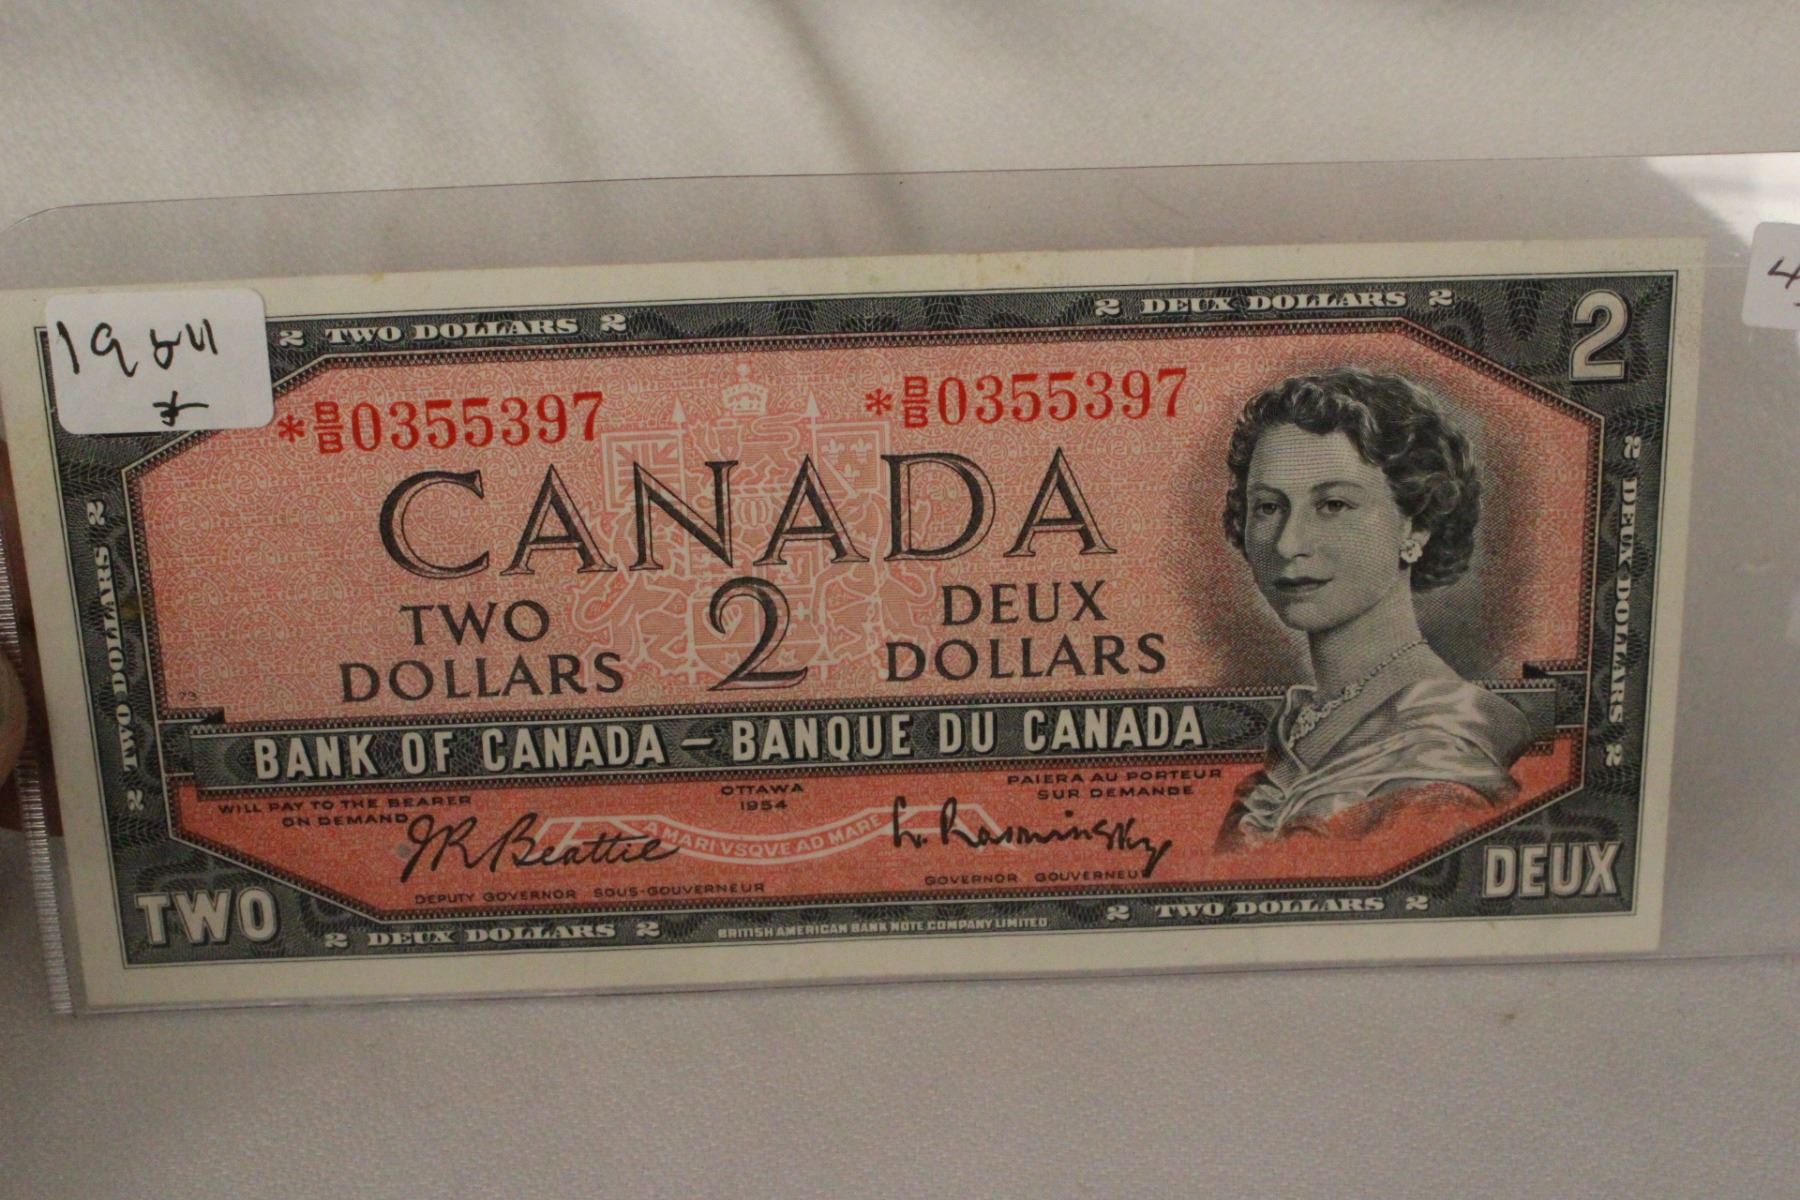 1954
*
2 TWO DOLLARS 2
2 DEUX DOLLARS 2
2
*B/B0355397
*B/B0355397
CANADA
TWO
DOLLARS
2
DEUX
DOLLARS
2 TWO DOLLARS 2
2 DEUX DOLLARS 2
73
BANK OF CANADA – BANQUE DU CANADA
WILL PAY TO THE BEARER
ON DEMAND
OTTAWA
1954
PAIERA AU PORTEUR
SUR DEMANDE
JR Beattie
A MARI VSQVE AD MARE
L. Rasminsky
DEPUTY GOVERNOR SOUS-GOUVERNEUR
GOVERNOR GOUVERNEUR
TWO
DEUX
2 DEUX DOLLARS 2
BRITISH AMERICAN BANK NOTE COMPANY LIMITED
2 TWO DOLLARS 2